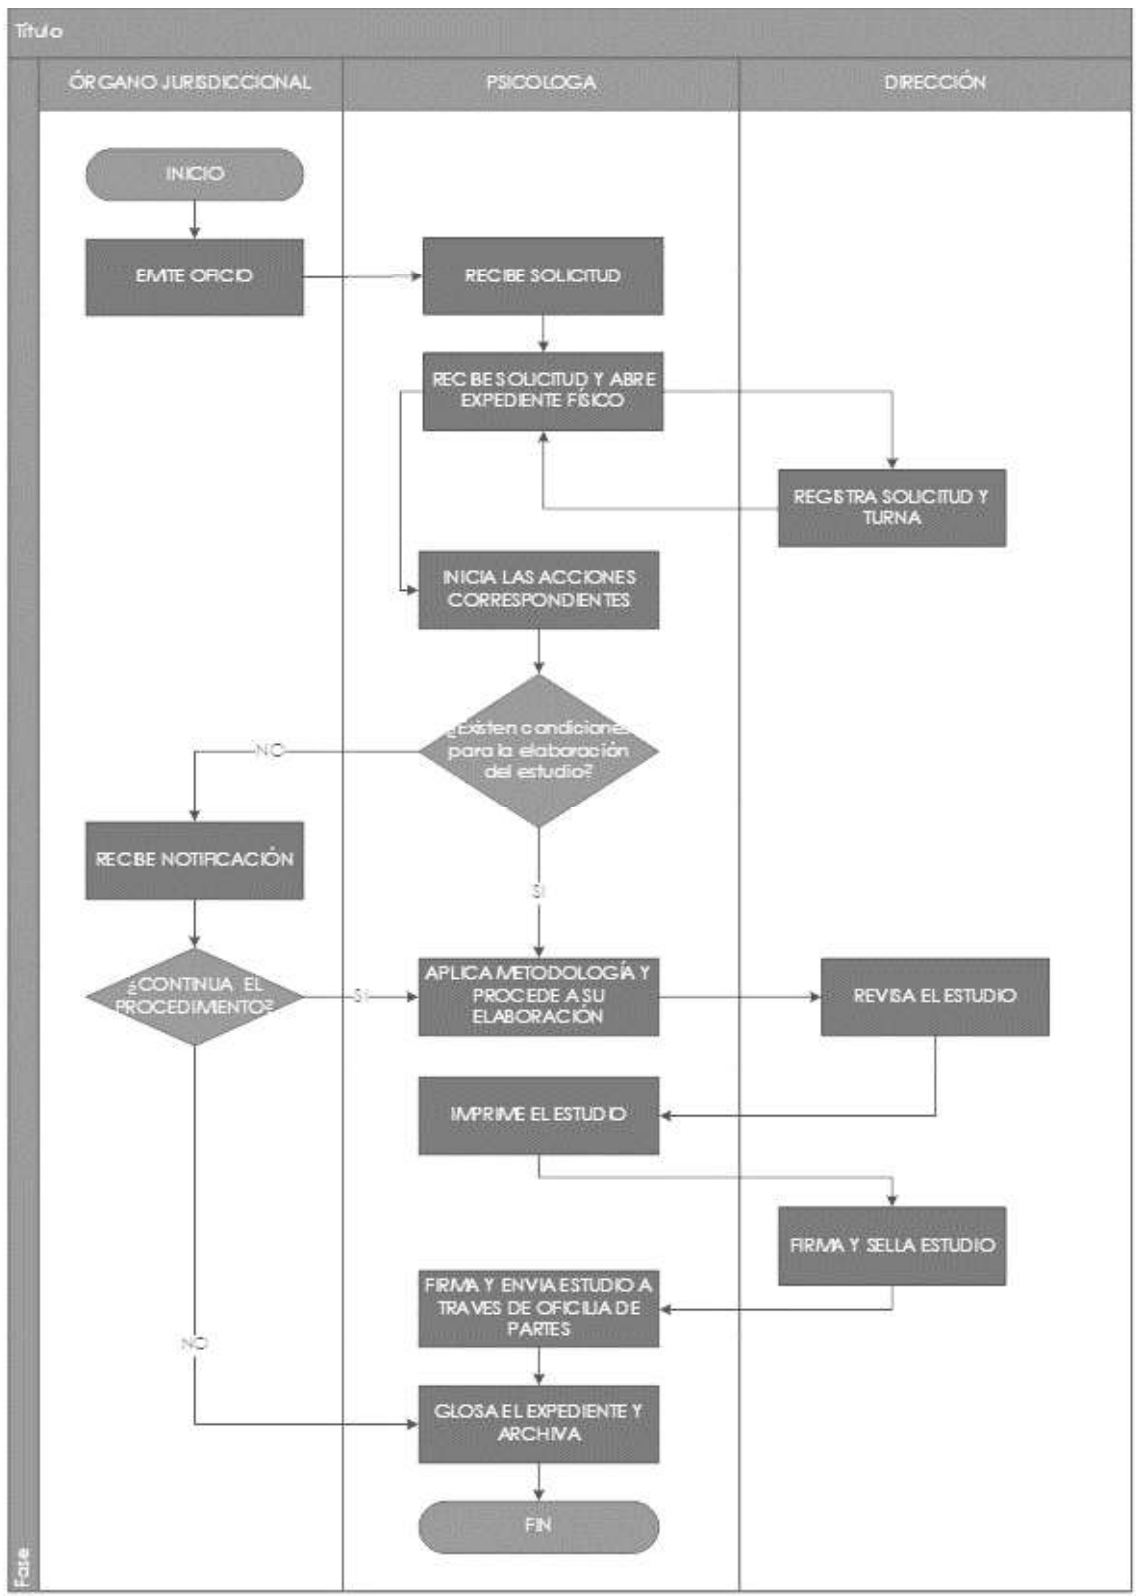 Título
ÓRGANO JURISDICCIONAL
PSICOLOGA
DIRECCIÓN
INICIO
EMITE OFICIO
RECIBE SOLICITUD
RECIBE SOLICITUD Y ABRE
EXPEDIENTE FÍSICO
REGISTRA SOLICITUD Y
TURNA
INICIA LAS ACCIONES
CORRESPONDIENTES
¿Existen condiciones
para la elaboración
del estudio?
NO
RECIBE NOTIFICACIÓN
SI
¿CONTINUA EL
PROCEDIMIENTO?
SI
APLICA METODOLOGÍA Y
PROCEDE A SU
ELABORACIÓN
REVISA EL ESTUDIO
IMPRIME EL ESTUDIO
FIRMA Y SELLA ESTUDIO
FIRMA Y ENVIA ESTUDIO A
TRAVES DE OFICILIA DE
PARTES
NO
GLOSA EL EXPEDIENTE Y
ARCHIVA
FIN
Fase